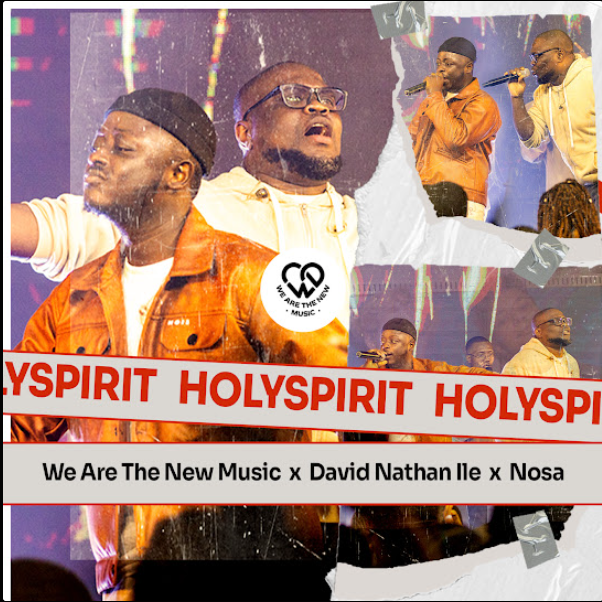 WE ARE THE NEW
· MUSIC ·
LYSPIRIT HOLYSPIRIT HOLYSPI
We Are The New Music x David Nathan Ile x Nosa